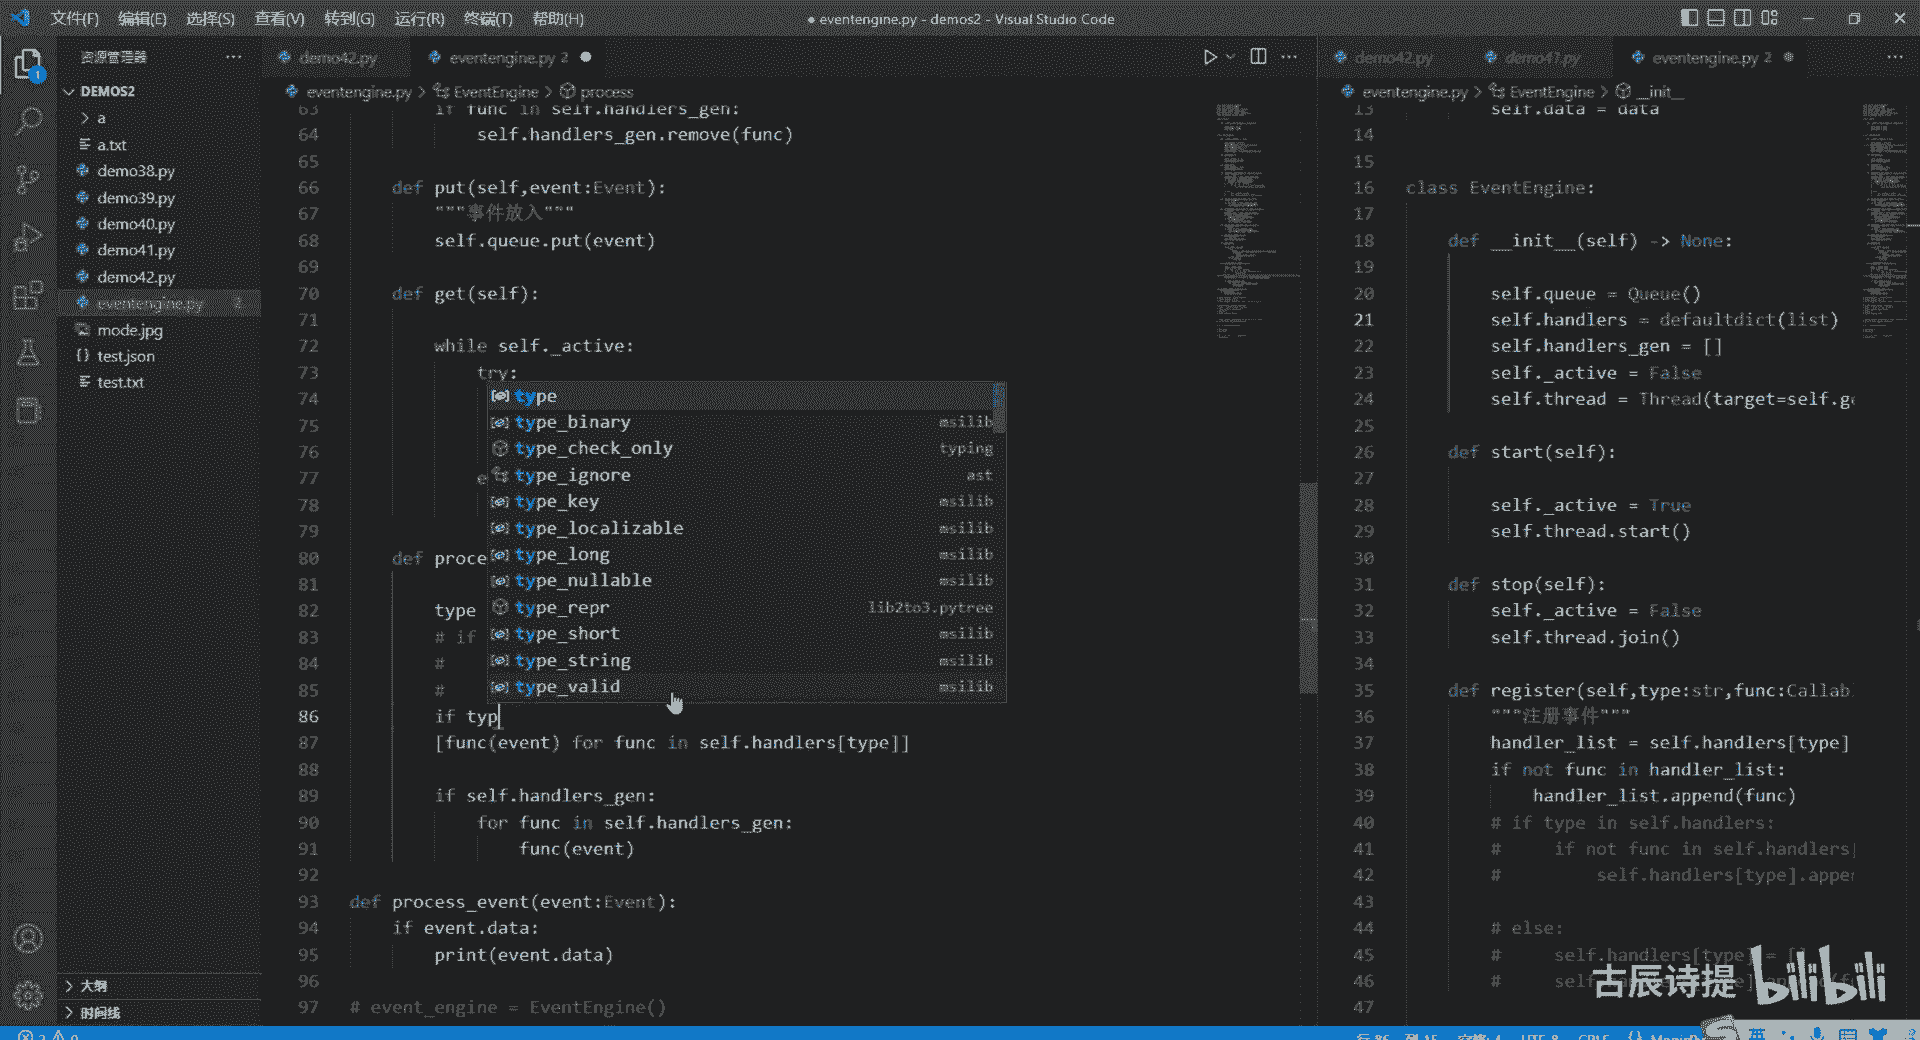 文件(F) 编辑(E) 选择(S) 查看(V) 转到(G) 运行(R) 终端(T) 帮助(H)
● eventengine.py - demos2 - Visual Studio Code
资源管理器
DEMOS2
a
a.txt
demo38.py
demo39.py
demo40.py
demo41.py
demo42.py
eventengine.py 2
mode.jpg
test.json
test.txt
大纲
时间线
1
demo42.py
eventengine.py 2
eventengine.py > EventEngine > process
63 if func in self.handlers_gen:
64 self.handlers_gen.remove(func)
65
66 def put(self,event:Event):
67 """事件放入"""
68 self.queue.put(event)
69
70 def get(self):
71
72 while self._active:
73 try:
74
75
76
77 e
78
79
80 def proce
81
82 type
83 # if
84 #
85 #
86 if typ
87 [func(event) for func in self.handlers[type]]
88
89 if self.handlers_gen:
90 for func in self.handlers_gen:
91 func(event)
92
93 def process_event(event:Event):
94 if event.data:
95 print(event.data)
96
97 # event_engine = EventEngine()
type
type_binary msilib
type_check_only typing
type_ignore ast
type_key msilib
type_localizable msilib
type_long msilib
type_nullable msilib
type_repr lib2to3.pytree
type_short msilib
type_string msilib
type_valid msilib
demo42.py
demo41.py
eventengine.py 2
eventengine.py > EventEngine > __init__
13 self.data = data
14
15
16 class EventEngine:
17
18 def __init__(self) -> None:
19
20 self.queue = Queue()
21 self.handlers = defaultdict(list)
22 self.handlers_gen = []
23 self._active = False
24 self.thread = Thread(target=self.ge
25
26 def start(self):
27
28 self._active = True
29 self.thread.start()
30
31 def stop(self):
32 self._active = False
33 self.thread.join()
34
35 def register(self,type:str,func:Callab
36 """注册事件"""
37 handler_list = self.handlers[type]
38 if not func in handler_list:
39 handler_list.append(func)
40 # if type in self.handlers:
41 # if not func in self.handlers[
42 # self.handlers[type].appen
43
44 # else:
45 # self.handlers[type] = []
46 # self
47
古辰诗提 bilibili